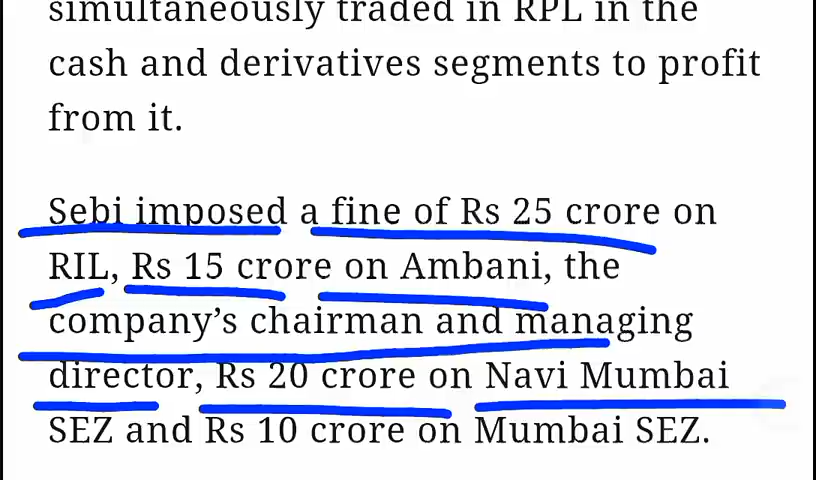 simultaneously traded in RPL in the
cash and derivatives segments to profit
from it.
Sebi imposed a fine of Rs 25 crore on
RIL, Rs 15 crore on Ambani, the
company’s chairman and managing
director, Rs 20 crore on Navi Mumbai
SEZ and Rs 10 crore on Mumbai SEZ.